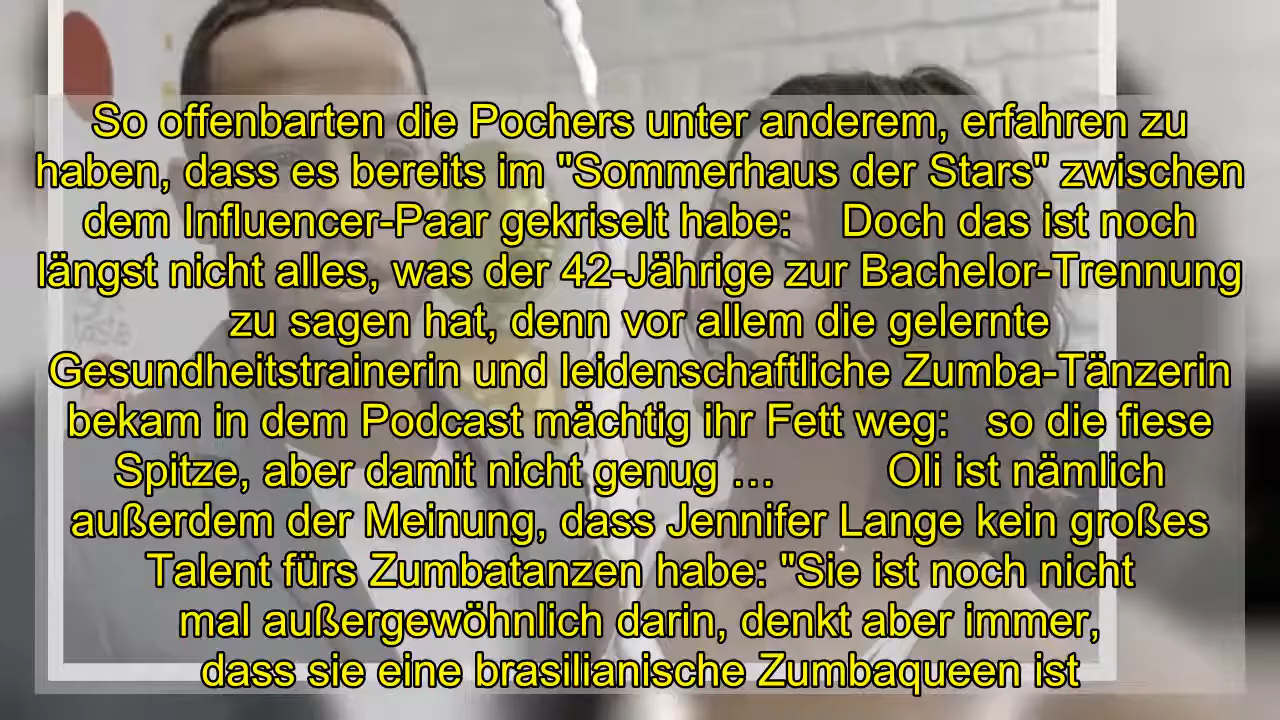 So offenbarten die Pochers unter anderem, erfahren zu
haben, dass es bereits im "Sommerhaus der Stars" zwischen
dem Influencer-Paar gekriselt habe: Doch das ist noch
längst nicht alles, was der 42-Jährige zur Bachelor-Trennung
zu sagen hat, denn vor allem die gelernte
Gesundheitstrainerin und leidenschaftliche Zumba-Tänzerin
bekam in dem Podcast mächtig ihr Fett weg: so die fiese
Spitze, aber damit nicht genug … Oli ist nämlich
außerdem der Meinung, dass Jennifer Lange kein großes
Talent fürs Zumbatanzen habe: "Sie ist noch nicht
mal außergewöhnlich darin, denkt aber immer,
dass sie eine brasilianische Zumbaqueen ist